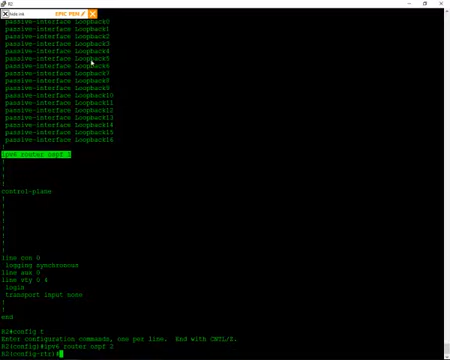 R2
EPIC PEN
passive-interface Loopback0
passive-interface Loopback1
passive-interface Loopback2
passive-interface Loopback3
passive-interface Loopback4
passive-interface Loopback5
passive-interface Loopback6
passive-interface Loopback7
passive-interface Loopback8
passive-interface Loopback9
passive-interface Loopback10
passive-interface Loopback11
passive-interface Loopback12
passive-interface Loopback13
passive-interface Loopback14
passive-interface Loopback15
passive-interface Loopback16
!
ipv6 router ospf 2
!
!
!
!
control-plane
!
!
!
!
!
!
!
!
line con 0
logging synchronous
line aux 0
line vty 0 4
login
transport input none
!
!
end
R2#config t
Enter configuration commands, one per line. End with CNTL/Z.
R2(config)#ipv6 router ospf 2
R2(config-rtr)#